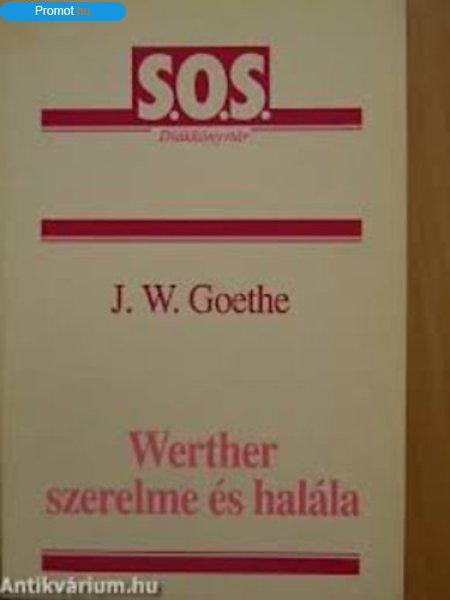 Promot.hu
S.O.S.
Diákkönyvtár
J. W. Goethe
Werther
szerelme és halála
Antikvárium.hu